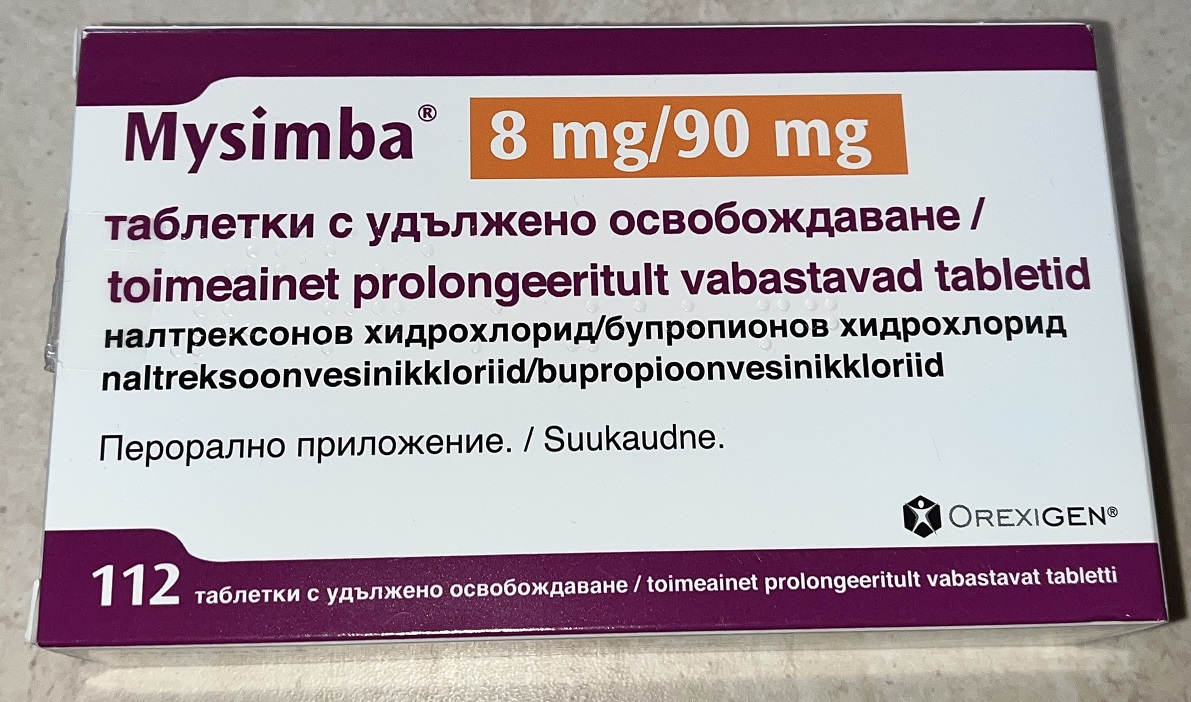 Mysimba® 8 mg/90 mg
таблетки с удължено освобождаване /
toimeainet prolongeeritult vabastavad tabletid
налтрексонов хидрохлорид/бупропионов хидрохлорид
naltreksoonvesinikkloriid/bupropioonvesinikkloriid
Перорално приложение. / Suukaudne.
OREXIGEN®
112 таблетки с удължено освобождаване / toimeainet prolongeeritult vabastavat tabletti